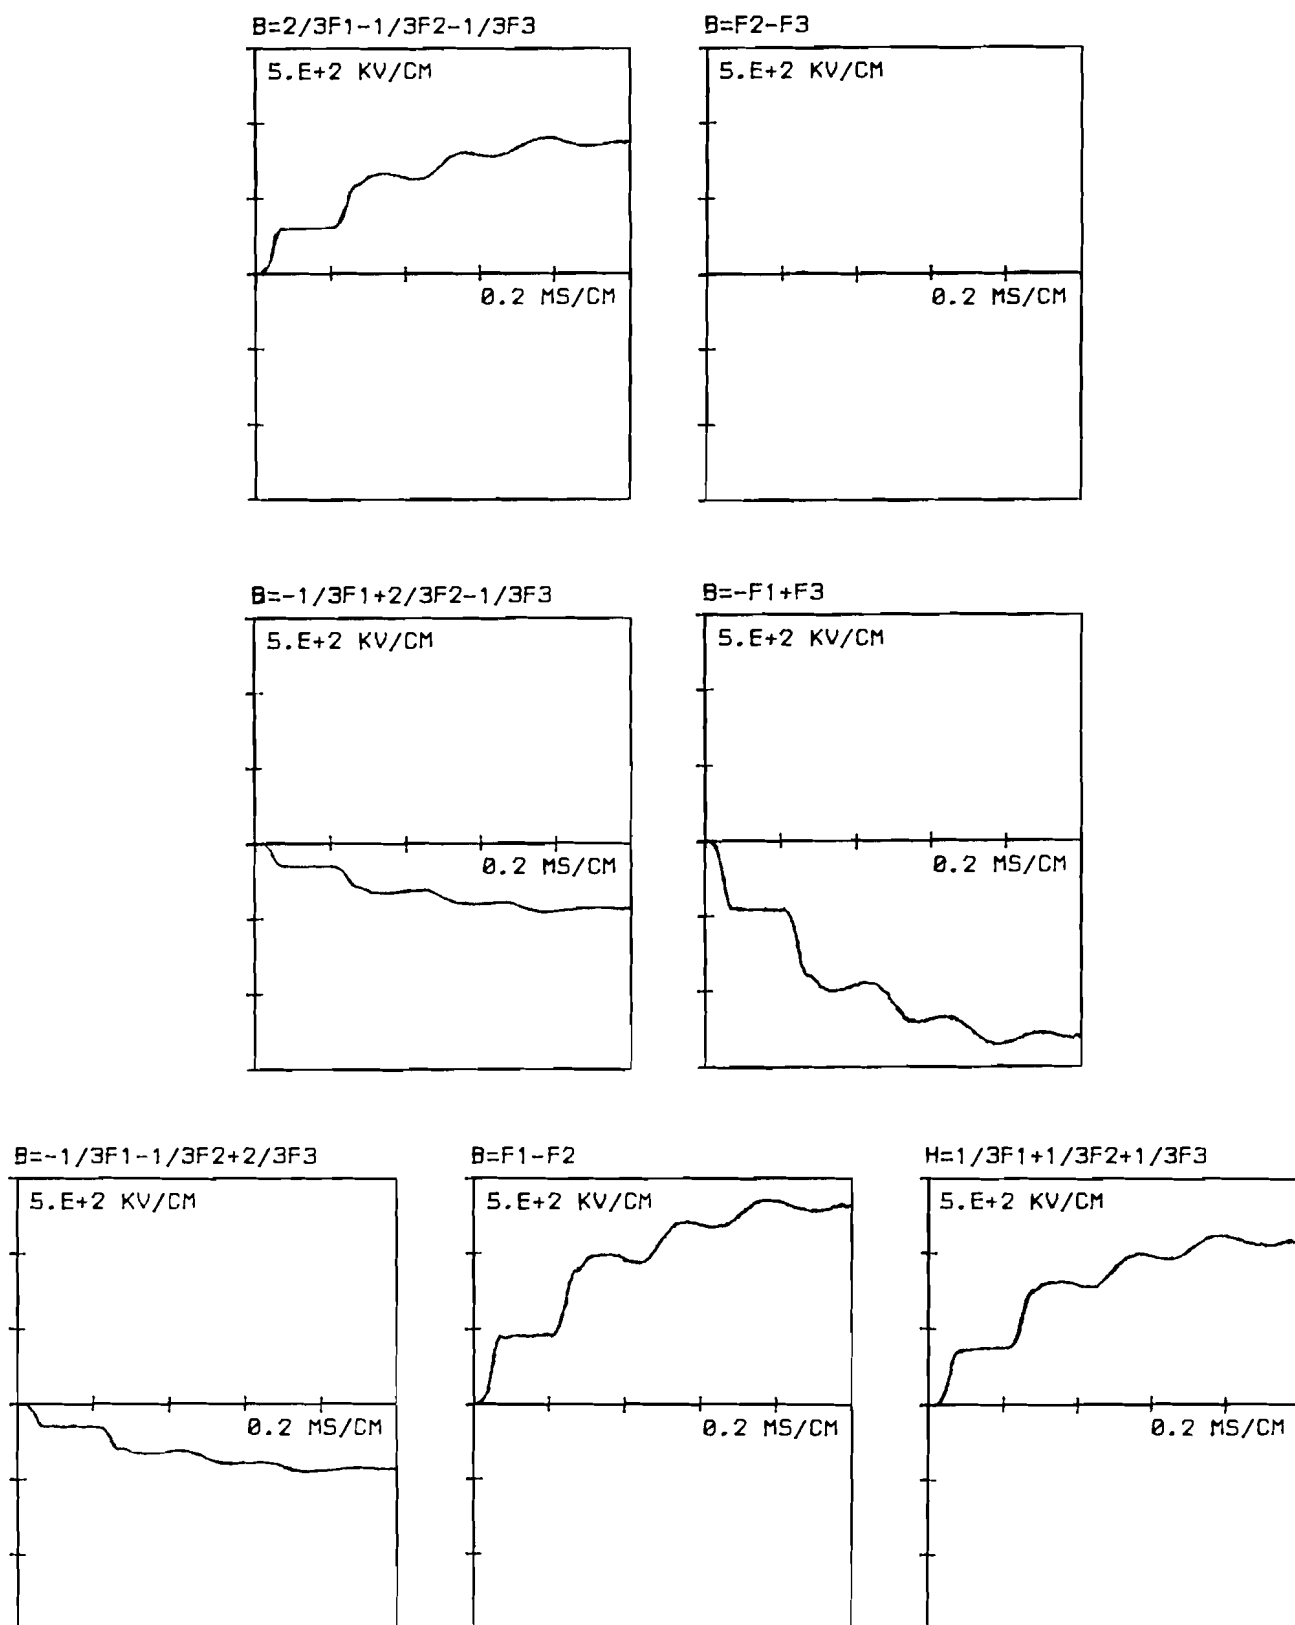 B=2/3F1-1/3F2-1/3F3
5.E+2 KV/CM
0.2 MS/CM
B=F2-F3
5.E+2 KV/CM
0.2 MS/CM
B=-1/3F1+2/3F2-1/3F3
5.E+2 KV/CM
0.2 MS/CM
B=-F1+F3
5.E+2 KV/CM
0.2 MS/CM
B=-1/3F1-1/3F2+2/3F3
5.E+2 KV/CM
0.2 MS/CM
B=F1-F2
5.E+2 KV/CM
0.2 MS/CM
H=1/3F1+1/3F2+1/3F3
5.E+2 KV/CM
0.2 MS/CM